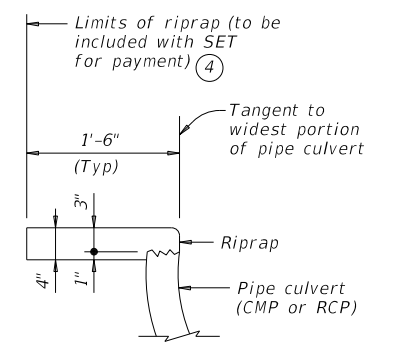 Limits of riprap (to be
included with SET
for payment) 4
Tangent to
widest portion
of pipe culvert
1'-6"
(Typ)
3"
Riprap
4"
1"
Pipe culvert
(CMP or RCP)